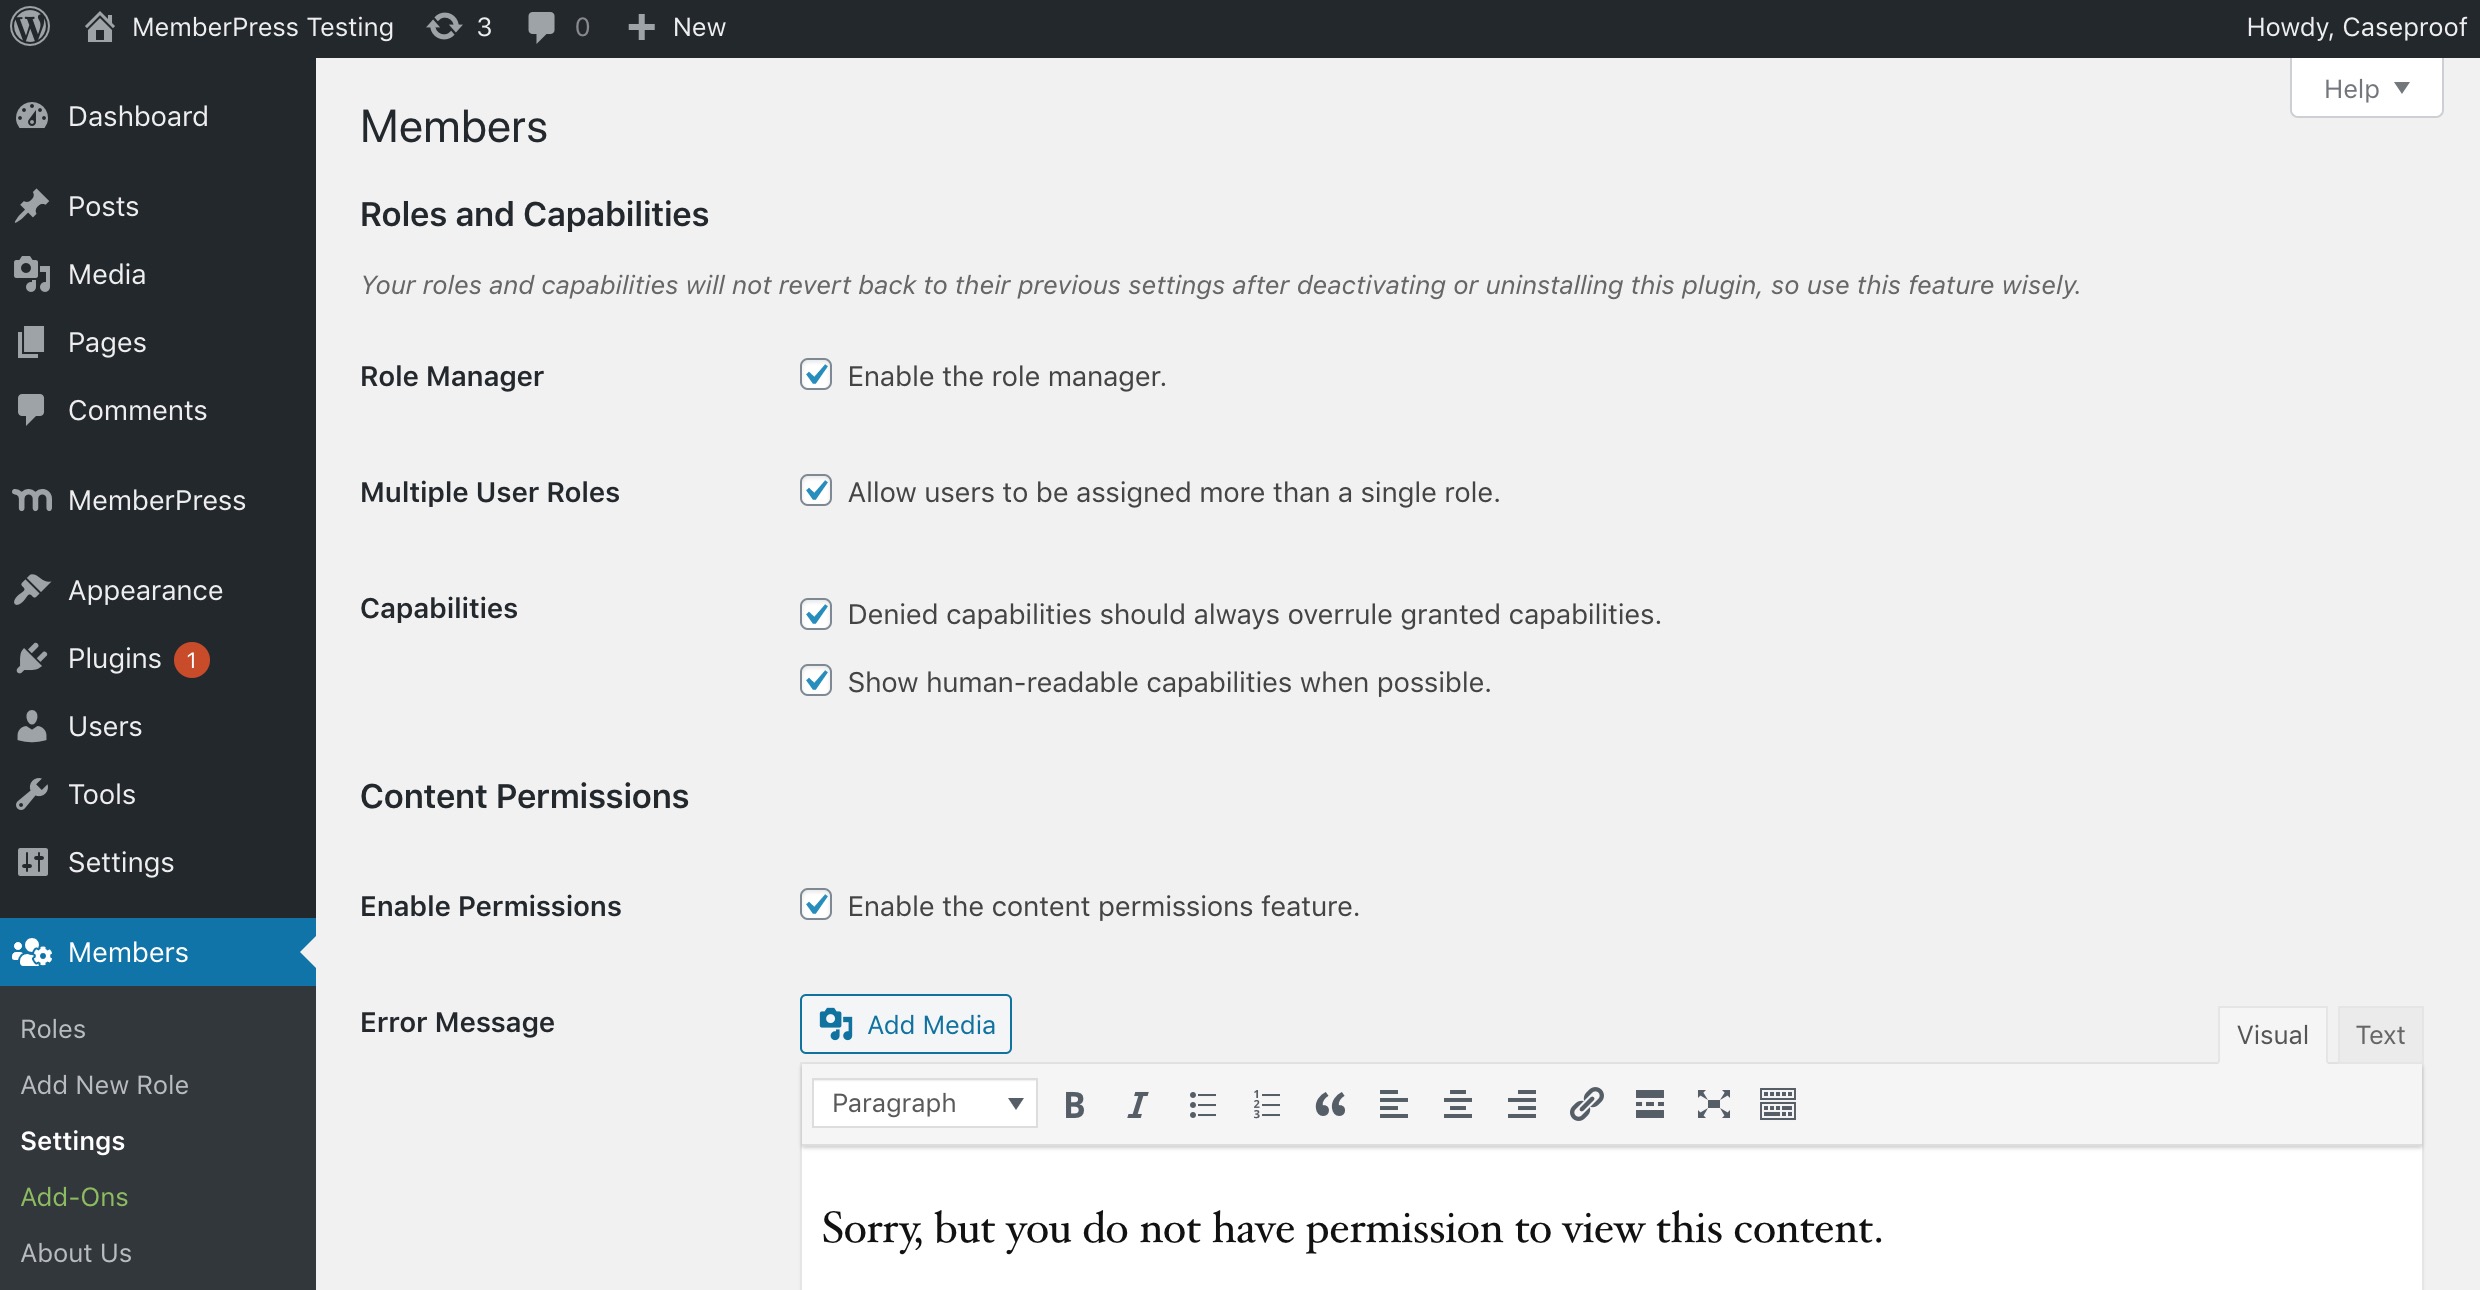 MemberPress Testing 3 0 New Howdy, Caseproof
Help
Dashboard
Posts
Media
Pages
Comments
MemberPress
Appearance
Plugins 1
Users
Tools
Settings
Members
Roles
Add New Role
Settings
Add-Ons
About Us
Members
Roles and Capabilities
Your roles and capabilities will not revert back to their previous settings after deactivating or uninstalling this plugin, so use this feature wisely.
Role Manager Enable the role manager.
Multiple User Roles Allow users to be assigned more than a single role.
Capabilities Denied capabilities should always overrule granted capabilities.
Show human-readable capabilities when possible.
Content Permissions
Enable Permissions Enable the content permissions feature.
Error Message Add Media Visual Text
Paragraph B I
Sorry, but you do not have permission to view this content.